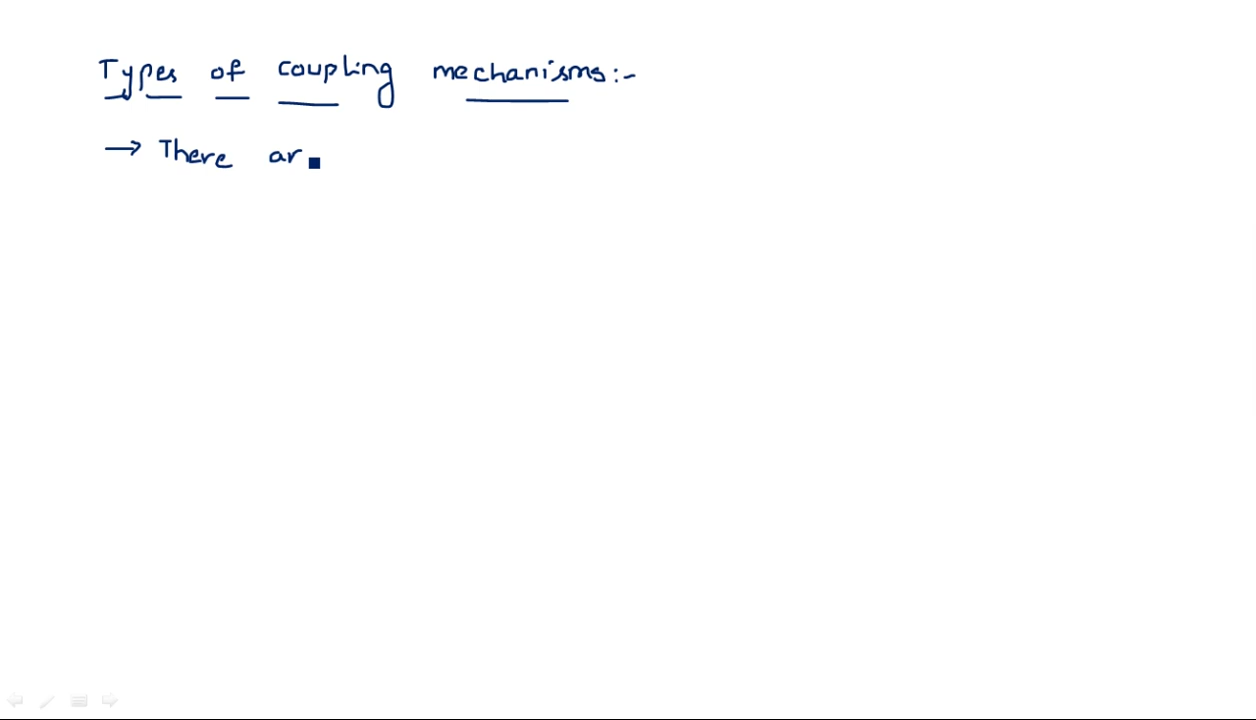 Types of coupling mechanisms:-
→ There ar